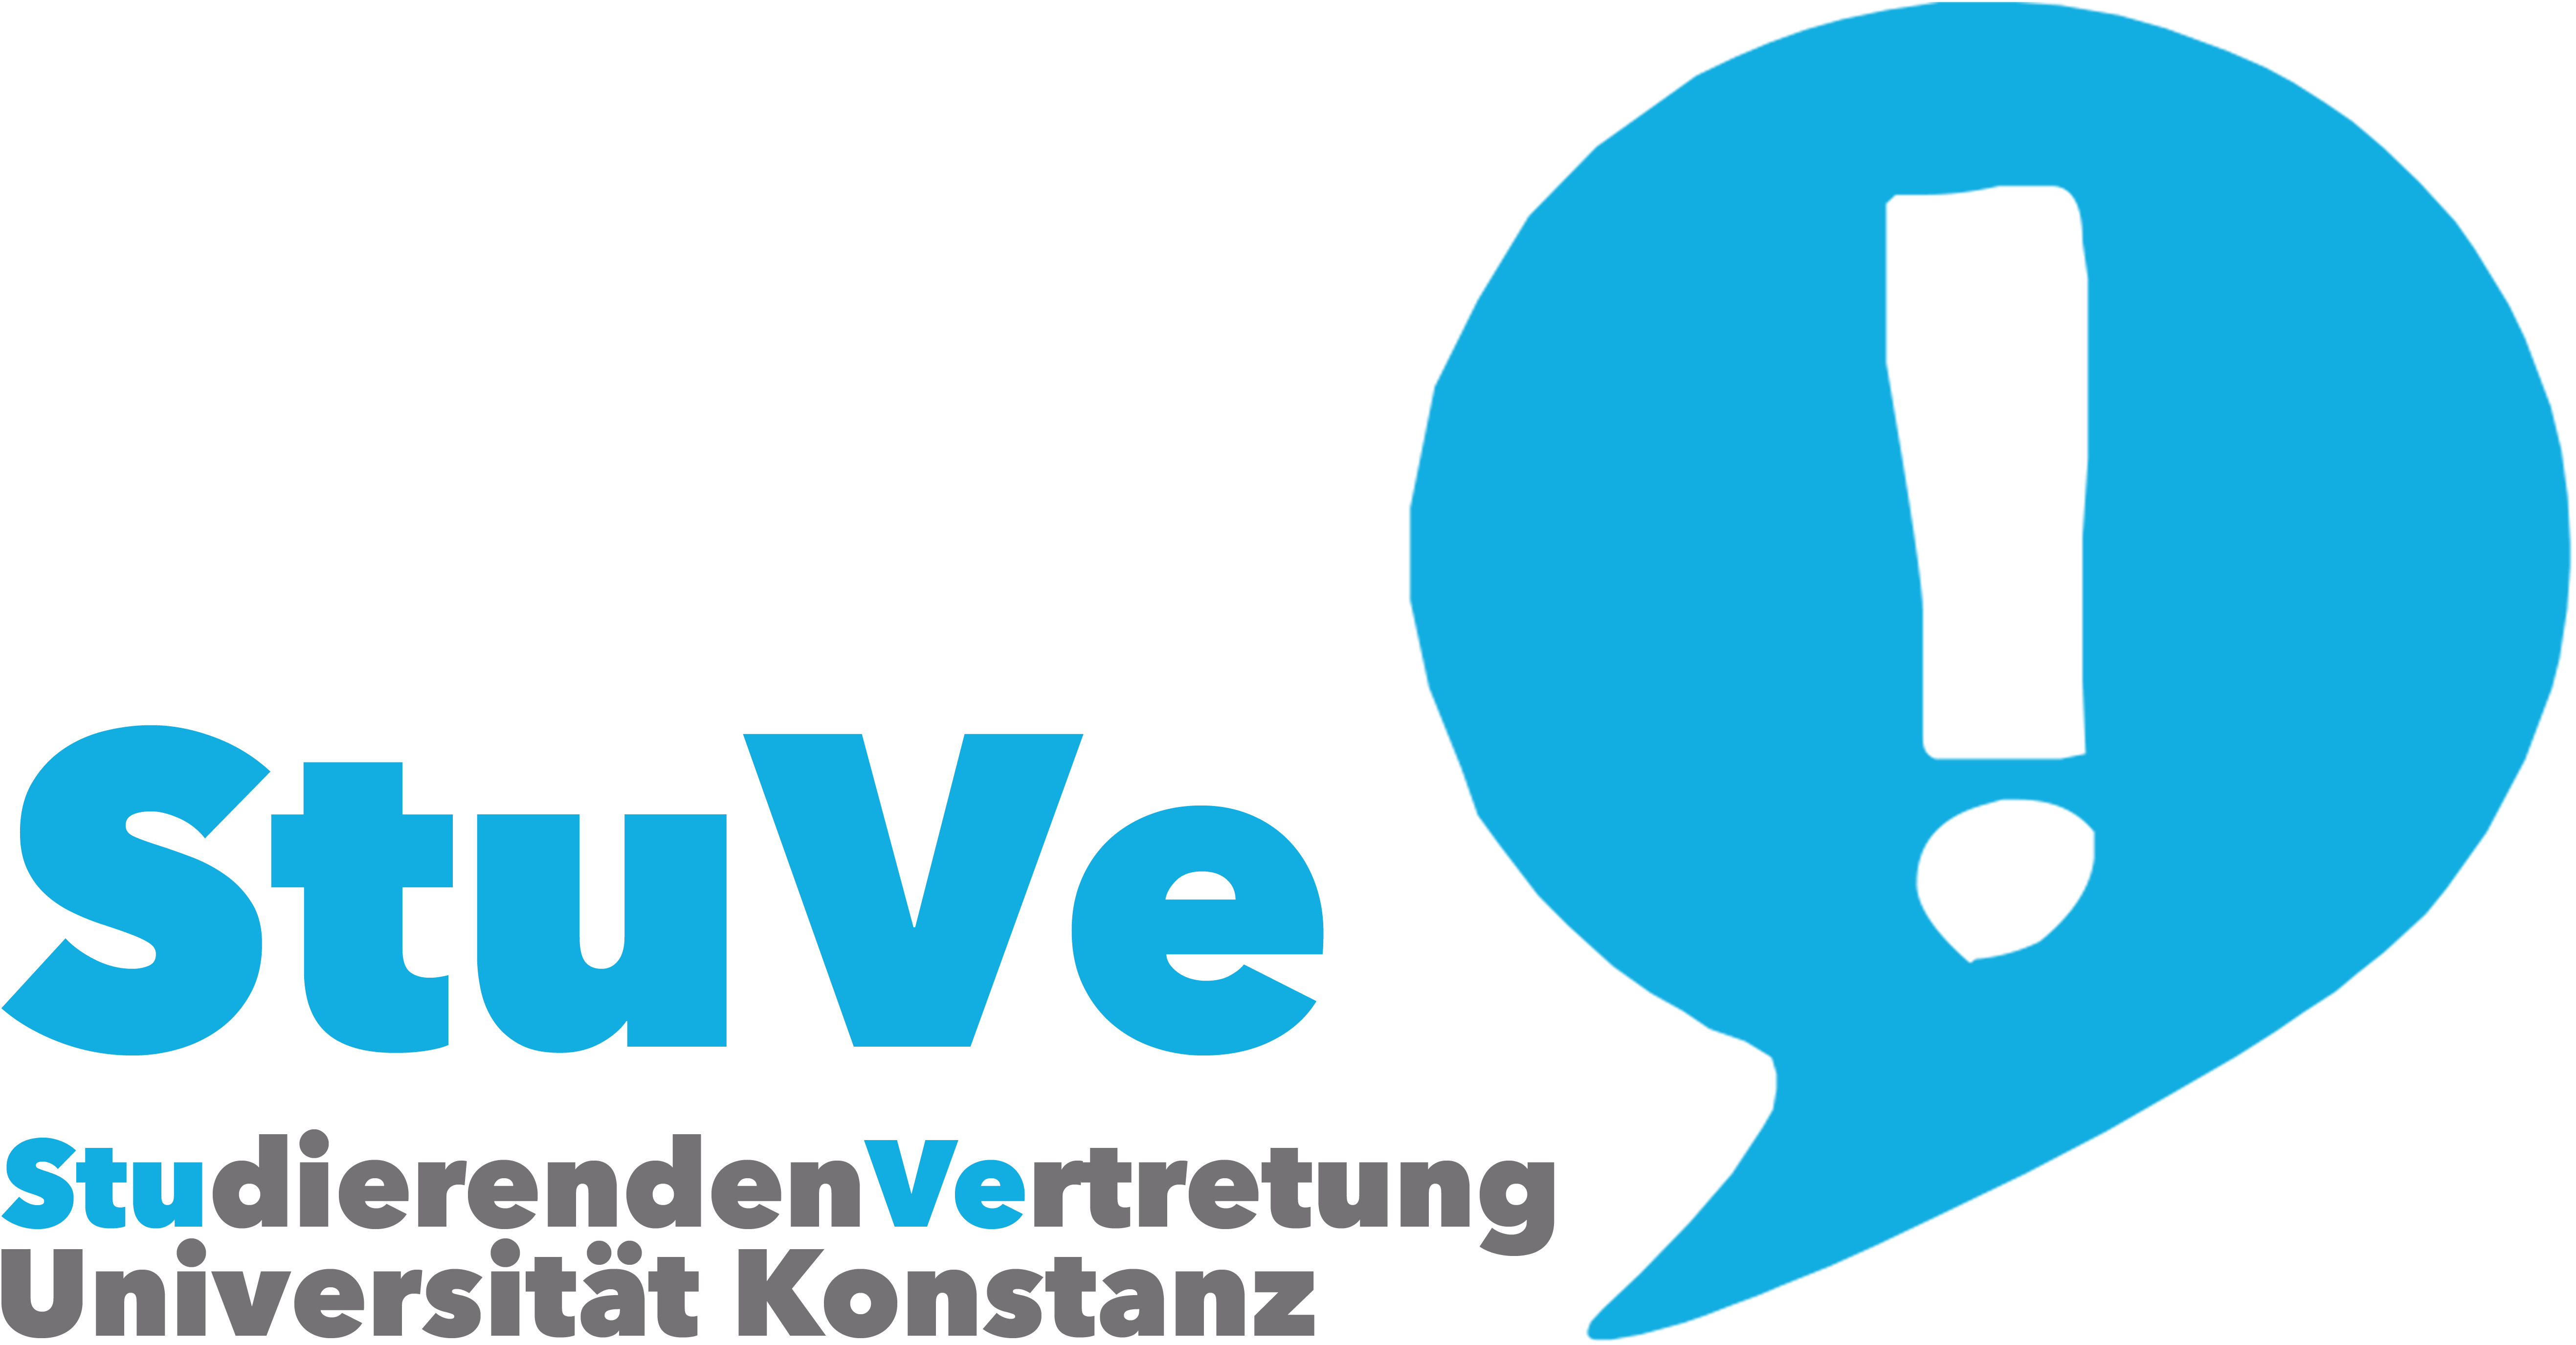 StuVe
StudierendenVertretung
Universität Konstanz
!